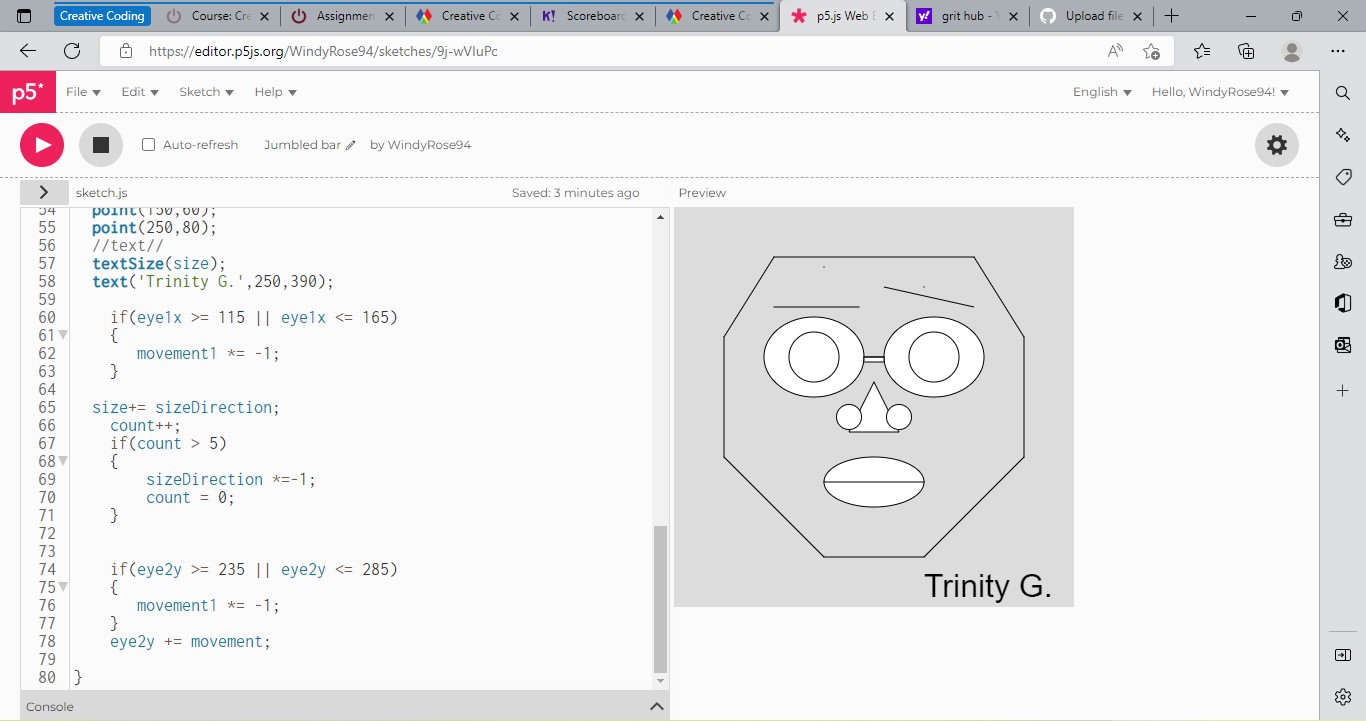 Creative Coding
Course: Cre
Assignmen
Creative Co
K! Scoreboard
Creative Co
p5.js Web E
y! grit hub -
Upload file
https://editor.p5js.org/WindyRose94/sketches/9j-wVIuPc
p5*
File
Edit
Sketch
Help
English
Hello, WindyRose94!
Auto-refresh
Jumbled bar
by WindyRose94
sketch.js
Saved: 3 minutes ago
Preview
54 point(150,60);
55 point(250,80);
56 //text//
57 textSize(size);
58 text('Trinity G.',250,390);
59
60 if(eye1x >= 115 || eye1x <= 165)
61 {
62 movement1 *= -1;
63 }
64
65 size+= sizeDirection;
66 count++;
67 if(count > 5)
68 {
69 sizeDirection *=-1;
70 count = 0;
71 }
72
73
74 if(eye2y >= 235 || eye2y <= 285)
75 {
76 movement1 *= -1;
77 }
78 eye2y += movement;
79
80 }
Trinity G.
Console